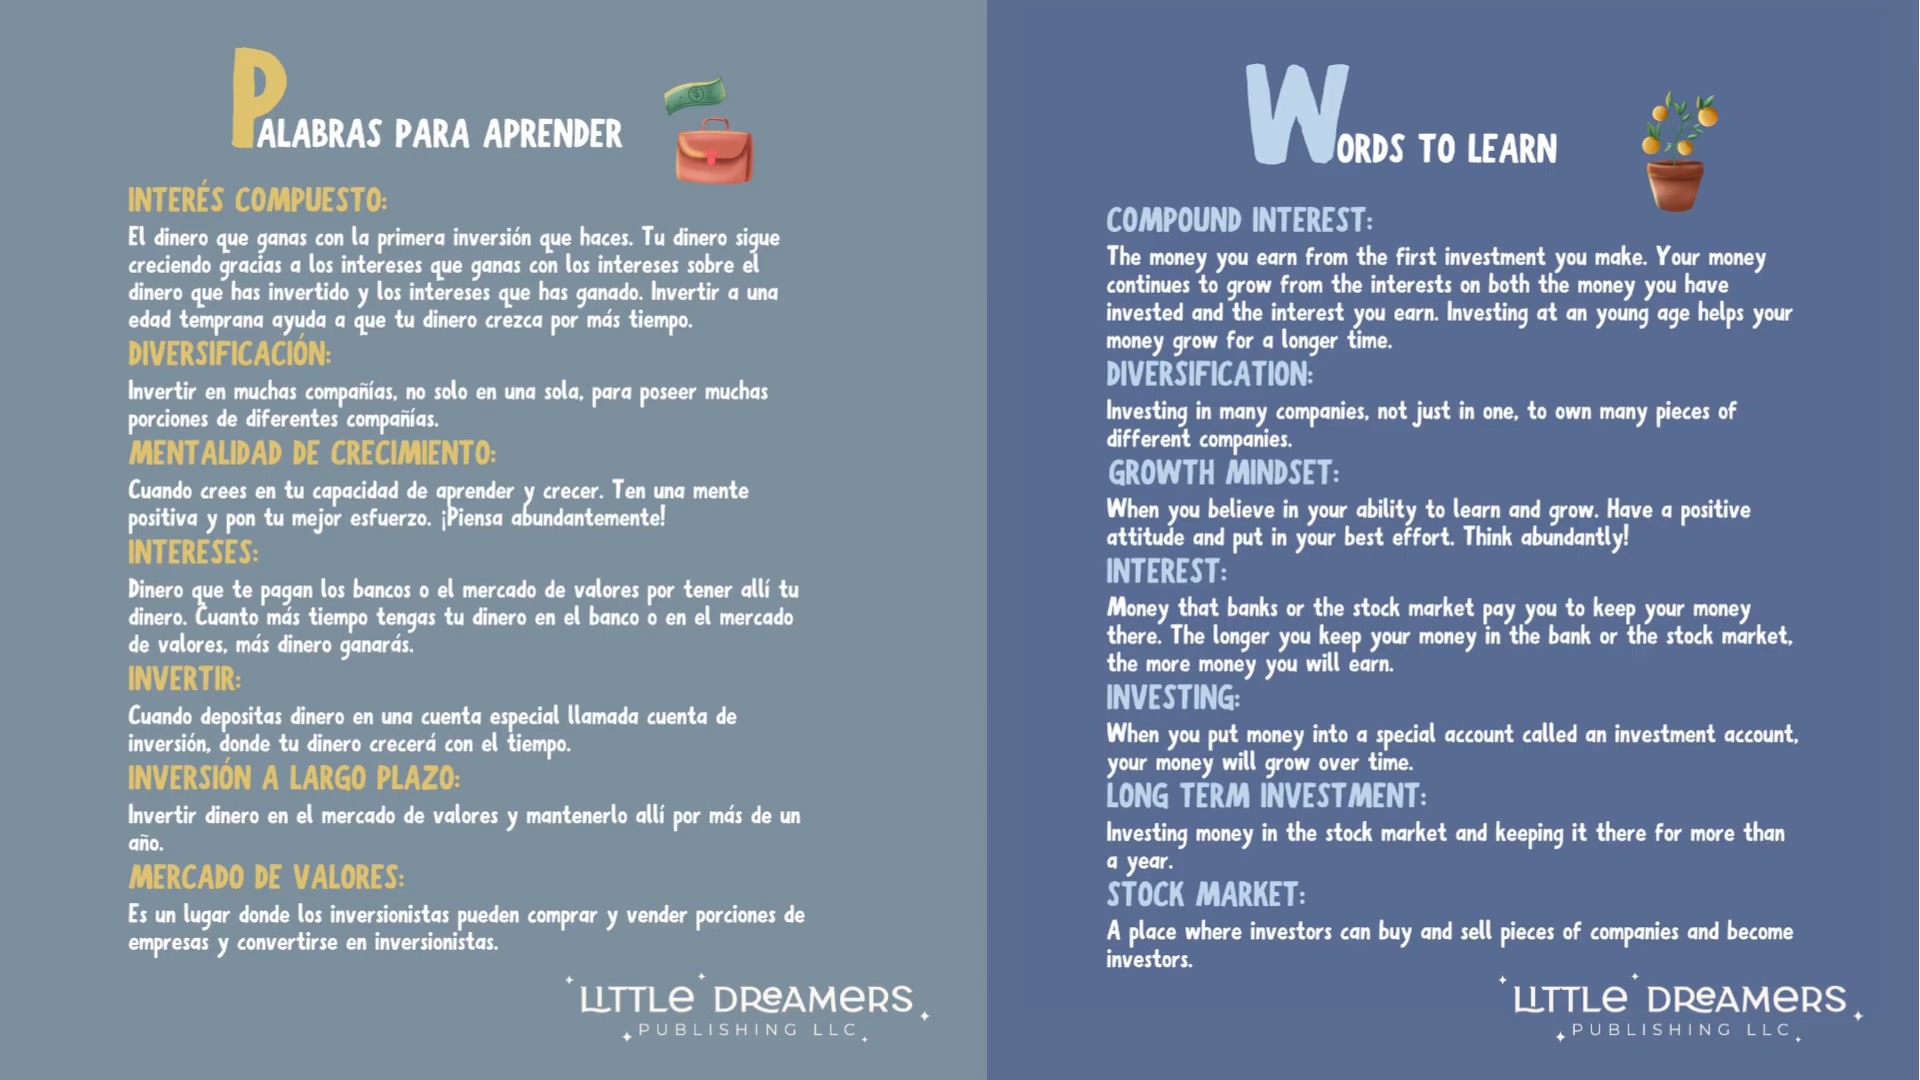 PALABRAS PARA APRENDER
INTERÉS COMPUESTO:
El dinero que ganas con la primera inversión que haces. Tu dinero sigue
creciendo gracias a los intereses que ganas con los intereses sobre el
dinero que has invertido y los intereses que has ganado. Invertir a una
edad temprana ayuda a que tu dinero crezca por más tiempo.
DIVERSIFICACIÓN:
Invertir en muchas compañías, no solo en una sola, para poseer muchas
porciones de diferentes compañías.
MENTALIDAD DE CRECIMIENTO:
Cuando crees en tu capacidad de aprender y crecer. Ten una mente
positiva y pon tu mejor esfuerzo. ¡Piensa abundantemente!
INTERESES:
Dinero que te pagan los bancos o el mercado de valores por tener allí tu
dinero. Cuanto más tiempo tengas tu dinero en el banco o en el mercado
de valores, más dinero ganarás.
INVERTIR:
Cuando depositas dinero en una cuenta especial llamada cuenta de
inversión, donde tu dinero crecerá con el tiempo.
INVERSIÓN A LARGO PLAZO:
Invertir dinero en el mercado de valores y mantenerlo allí por más de un
año.
MERCADO DE VALORES:
Es un lugar donde los inversionistas pueden comprar y vender porciones de
empresas y convertirse en inversionistas.
LITTLE DREAMERS
PUBLISHING LLC
WORDS TO LEARN
COMPOUND INTEREST:
The money you earn from the first investment you make. Your money
continues to grow from the interests on both the money you have
invested and the interest you earn. Investing at an young age helps your
money grow for a longer time.
DIVERSIFICATION:
Investing in many companies, not just in one, to own many pieces of
different companies.
GROWTH MINDSET:
When you believe in your ability to learn and grow. Have a positive
attitude and put in your best effort. Think abundantly!
INTEREST:
Money that banks or the stock market pay you to keep your money
there. The longer you keep your money in the bank or the stock market,
the more money you will earn.
INVESTING:
When you put money into a special account called an investment account,
your money will grow over time.
LONG TERM INVESTMENT:
Investing money in the stock market and keeping it there for more than
a year.
STOCK MARKET:
A place where investors can buy and sell pieces of companies and become
investors.
LITTLE DREAMERS
PUBLISHING LLC